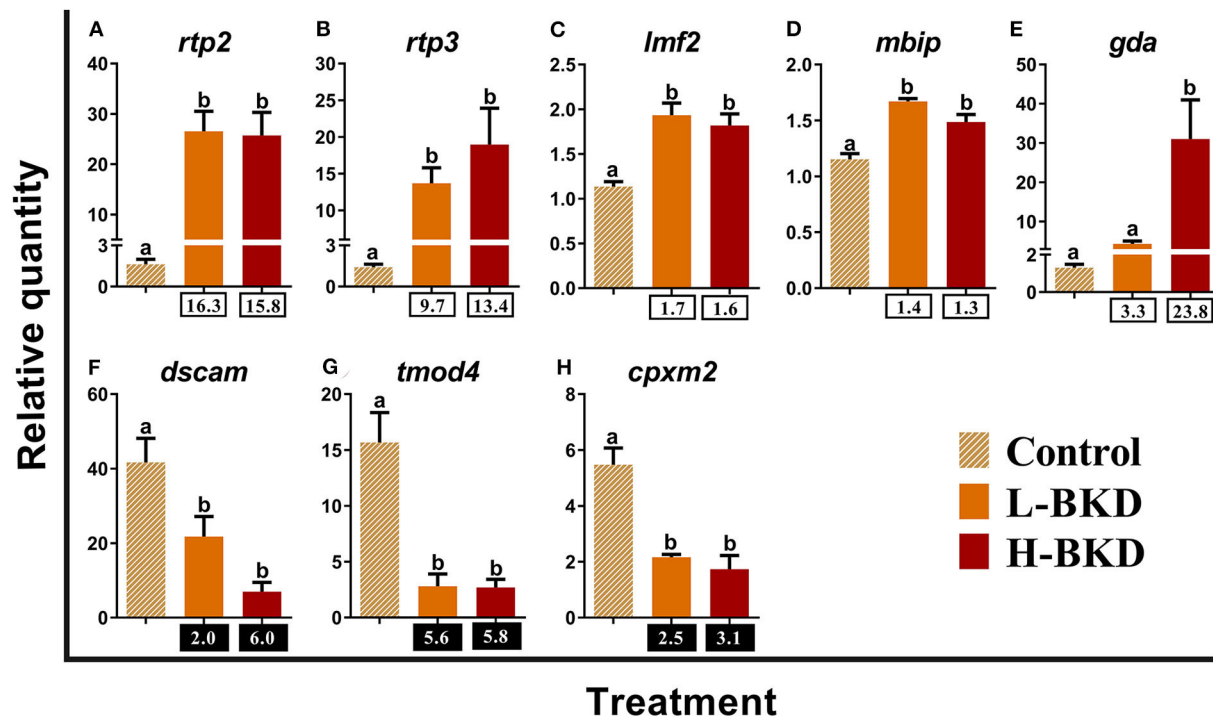 A
rtp2
40
30
20
10
3
0
a
b
b
16.3
15.8
B
rtp3
30
25
20
15
10
5
3
0
a
b
b
9.7
13.4
C
lmf2
2.5
2.0
1.5
1.0
0.5
0.0
a
b
b
1.7
1.6
D
mbip
2.0
1.5
1.0
0.5
0.0
a
b
b
1.4
1.3
E
gda
50
40
30
20
10
2
0
a
a
b
3.3
23.8
F
dscam
60
40
20
0
a
b
b
2.0
6.0
G
tmod4
20
15
10
5
0
a
b
b
5.6
5.8
H
cpxm2
8
6
4
2
0
a
b
b
2.5
3.1
Control
L-BKD
H-BKD
Relative quantity
Treatment